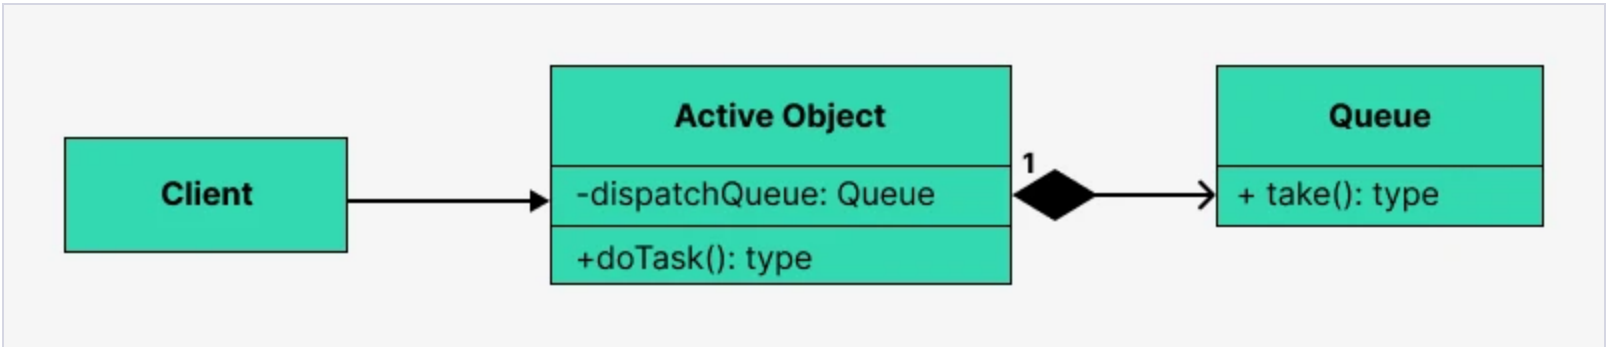 Client
Active Object
-dispatchQueue: Queue
+doTask(): type
1
Queue
+ take(): type